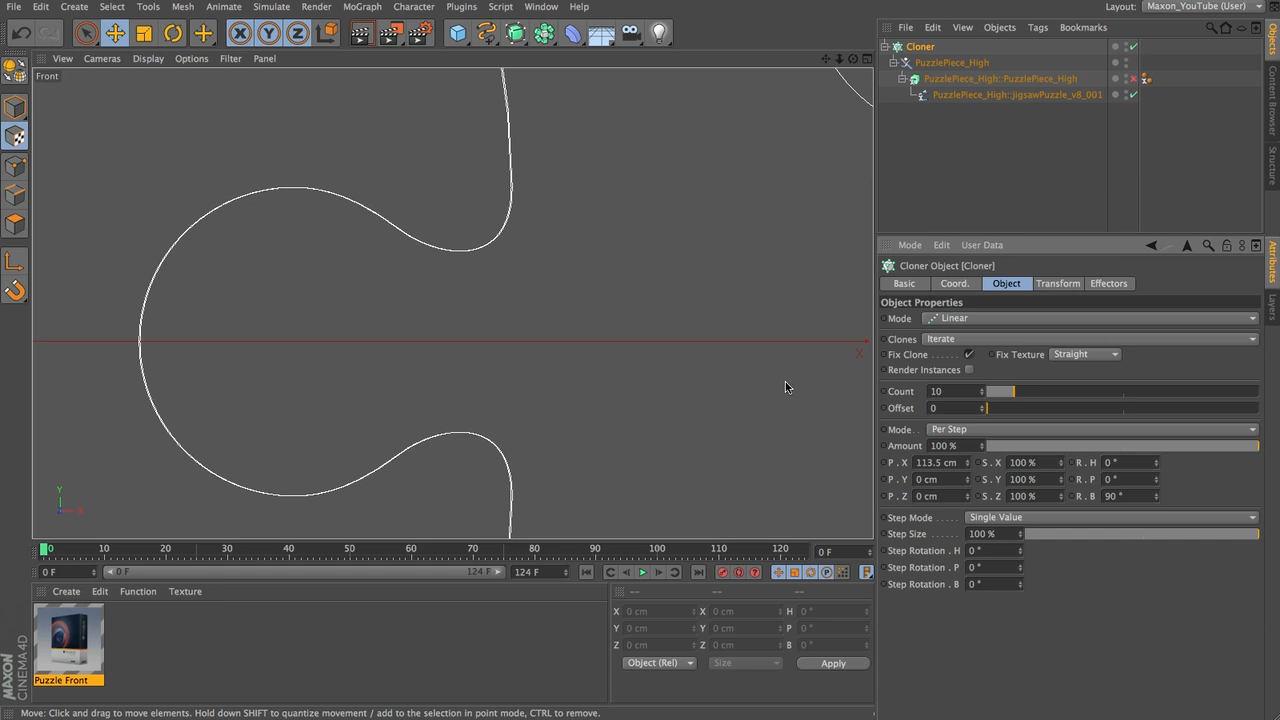 File Edit Create Select Tools Mesh Animate Simulate Render MoGraph Character Plugins Script Window Help
Layout: Maxon_YouTube (User)
File Edit View Objects Tags Bookmarks
X Y Z
View Cameras Display Options Filter Panel
Front
Cloner
PuzzlePiece_High
PuzzlePiece_High::PuzzlePiece_High
PuzzlePiece_High::JigsawPuzzle_v8_001
Objects
Content Browser
Structure
X
Y
X
Mode Edit User Data
Attributes
Layers
Cloner Object [Cloner]
Basic Coord. Object Transform Effectors
Object Properties
Mode Linear
Clones Iterate
Fix Clone Fix Texture Straight
Render Instances
Count 10
Offset 0
Mode Per Step
Amount 100 %
P . X 113.5 cm S . X 100 % R . H 0 °
P . Y 0 cm S . Y 100 % R . P 0 °
P . Z 0 cm S . Z 100 % R . B 90 °
Step Mode Single Value
Step Size 100 %
Step Rotation . H 0 °
Step Rotation . P 0 °
Step Rotation . B 0 °
0 10 20 30 40 50 60 70 80 90 100 110 120 0 F
0 F 0 F 124 F 124 F
Create Edit Function Texture
-- -- --
X 0 cm X 0 cm H 0 °
Y 0 cm Y 0 cm P 0 °
Z 0 cm Z 0 cm B 0 °
Object (Rel) Size Apply
Puzzle Front
MAXON CINEMA4D
Move: Click and drag to move elements. Hold down SHIFT to quantize movement / add to the selection in point mode, CTRL to remove.